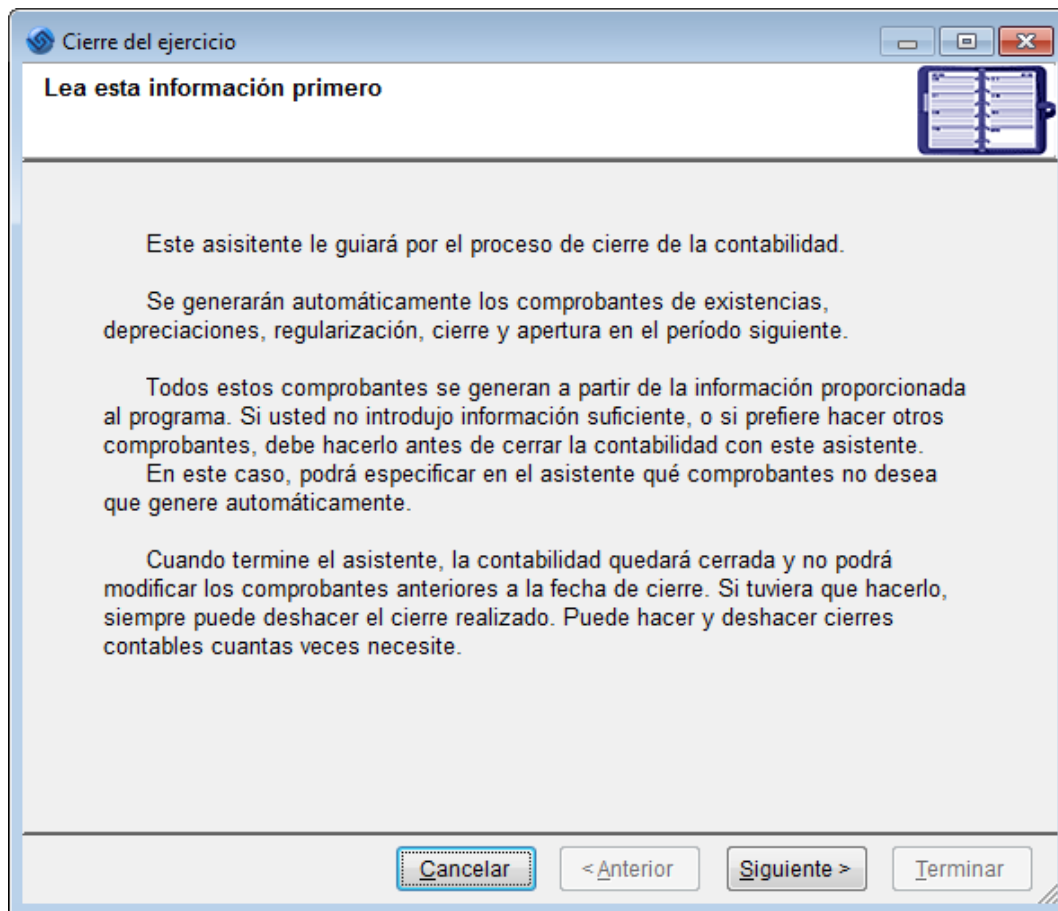 Cierre del ejercicio
Lea esta información primero
Este asisitente le guiará por el proceso de cierre de la contabilidad.
Se generarán automáticamente los comprobantes de existencias,
depreciaciones, regularización, cierre y apertura en el período siguiente.
Todos estos comprobantes se generan a partir de la información proporcionada
al programa. Si usted no introdujo información suficiente, o si prefiere hacer otros
comprobantes, debe hacerlo antes de cerrar la contabilidad con este asistente.
En este caso, podrá especificar en el asistente qué comprobantes no desea
que genere automáticamente.
Cuando termine el asistente, la contabilidad quedará cerrada y no podrá
modificar los comprobantes anteriores a la fecha de cierre. Si tuviera que hacerlo,
siempre puede deshacer el cierre realizado. Puede hacer y deshacer cierres
contables cuantas veces necesite.
Cancelar < Anterior Siguiente > Terminar